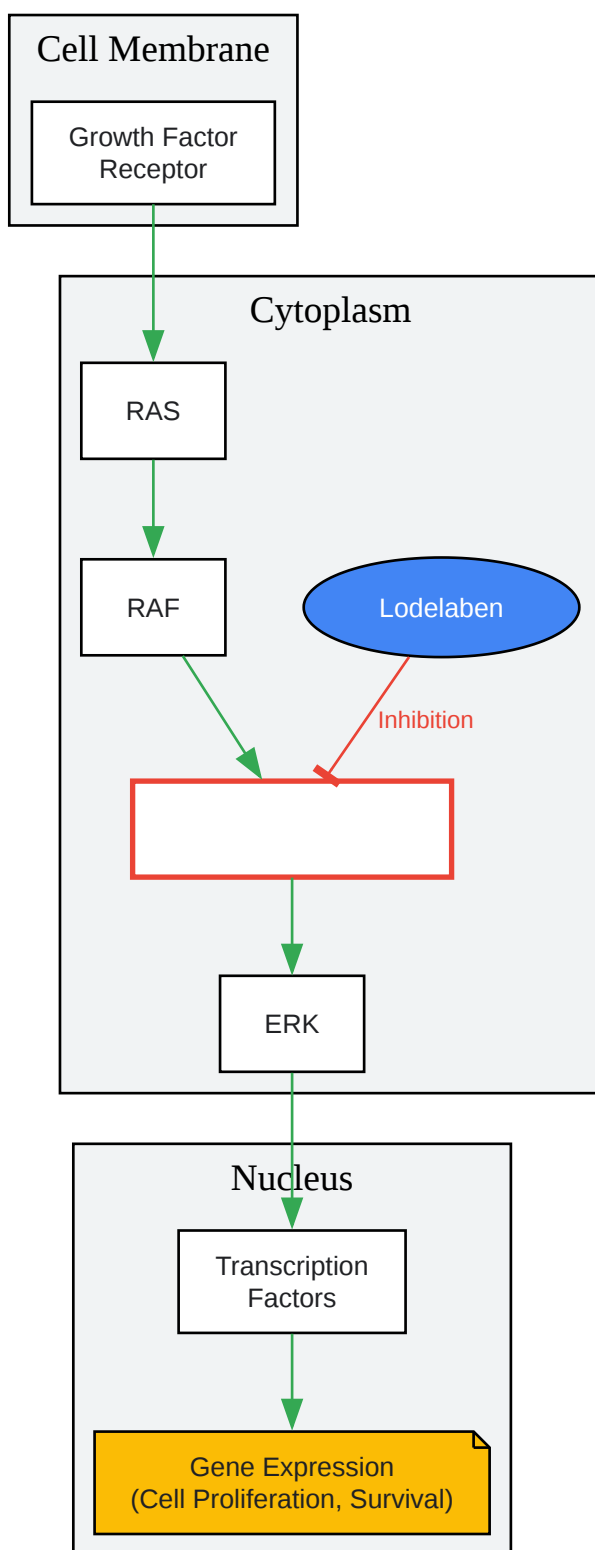 Cell Membrane
Growth Factor
Receptor
Cytoplasm
RAS
RAF
Lodelaben
Inhibition
ERK
Nucleus
Transcription
Factors
Gene Expression
(Cell Proliferation, Survival)